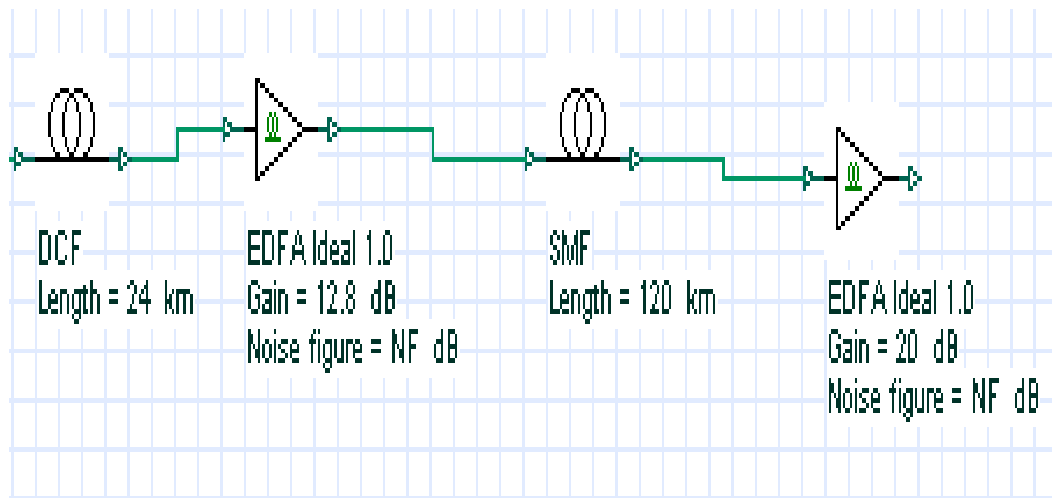 DCF
Length = 24 km
EDFA Ideal 1.0
Gain = 12.8 dB
Noise figure = NF dB
SMF
Length = 120 km
EDFA Ideal 1.0
Gain = 20 dB
Noise figure = NF dB